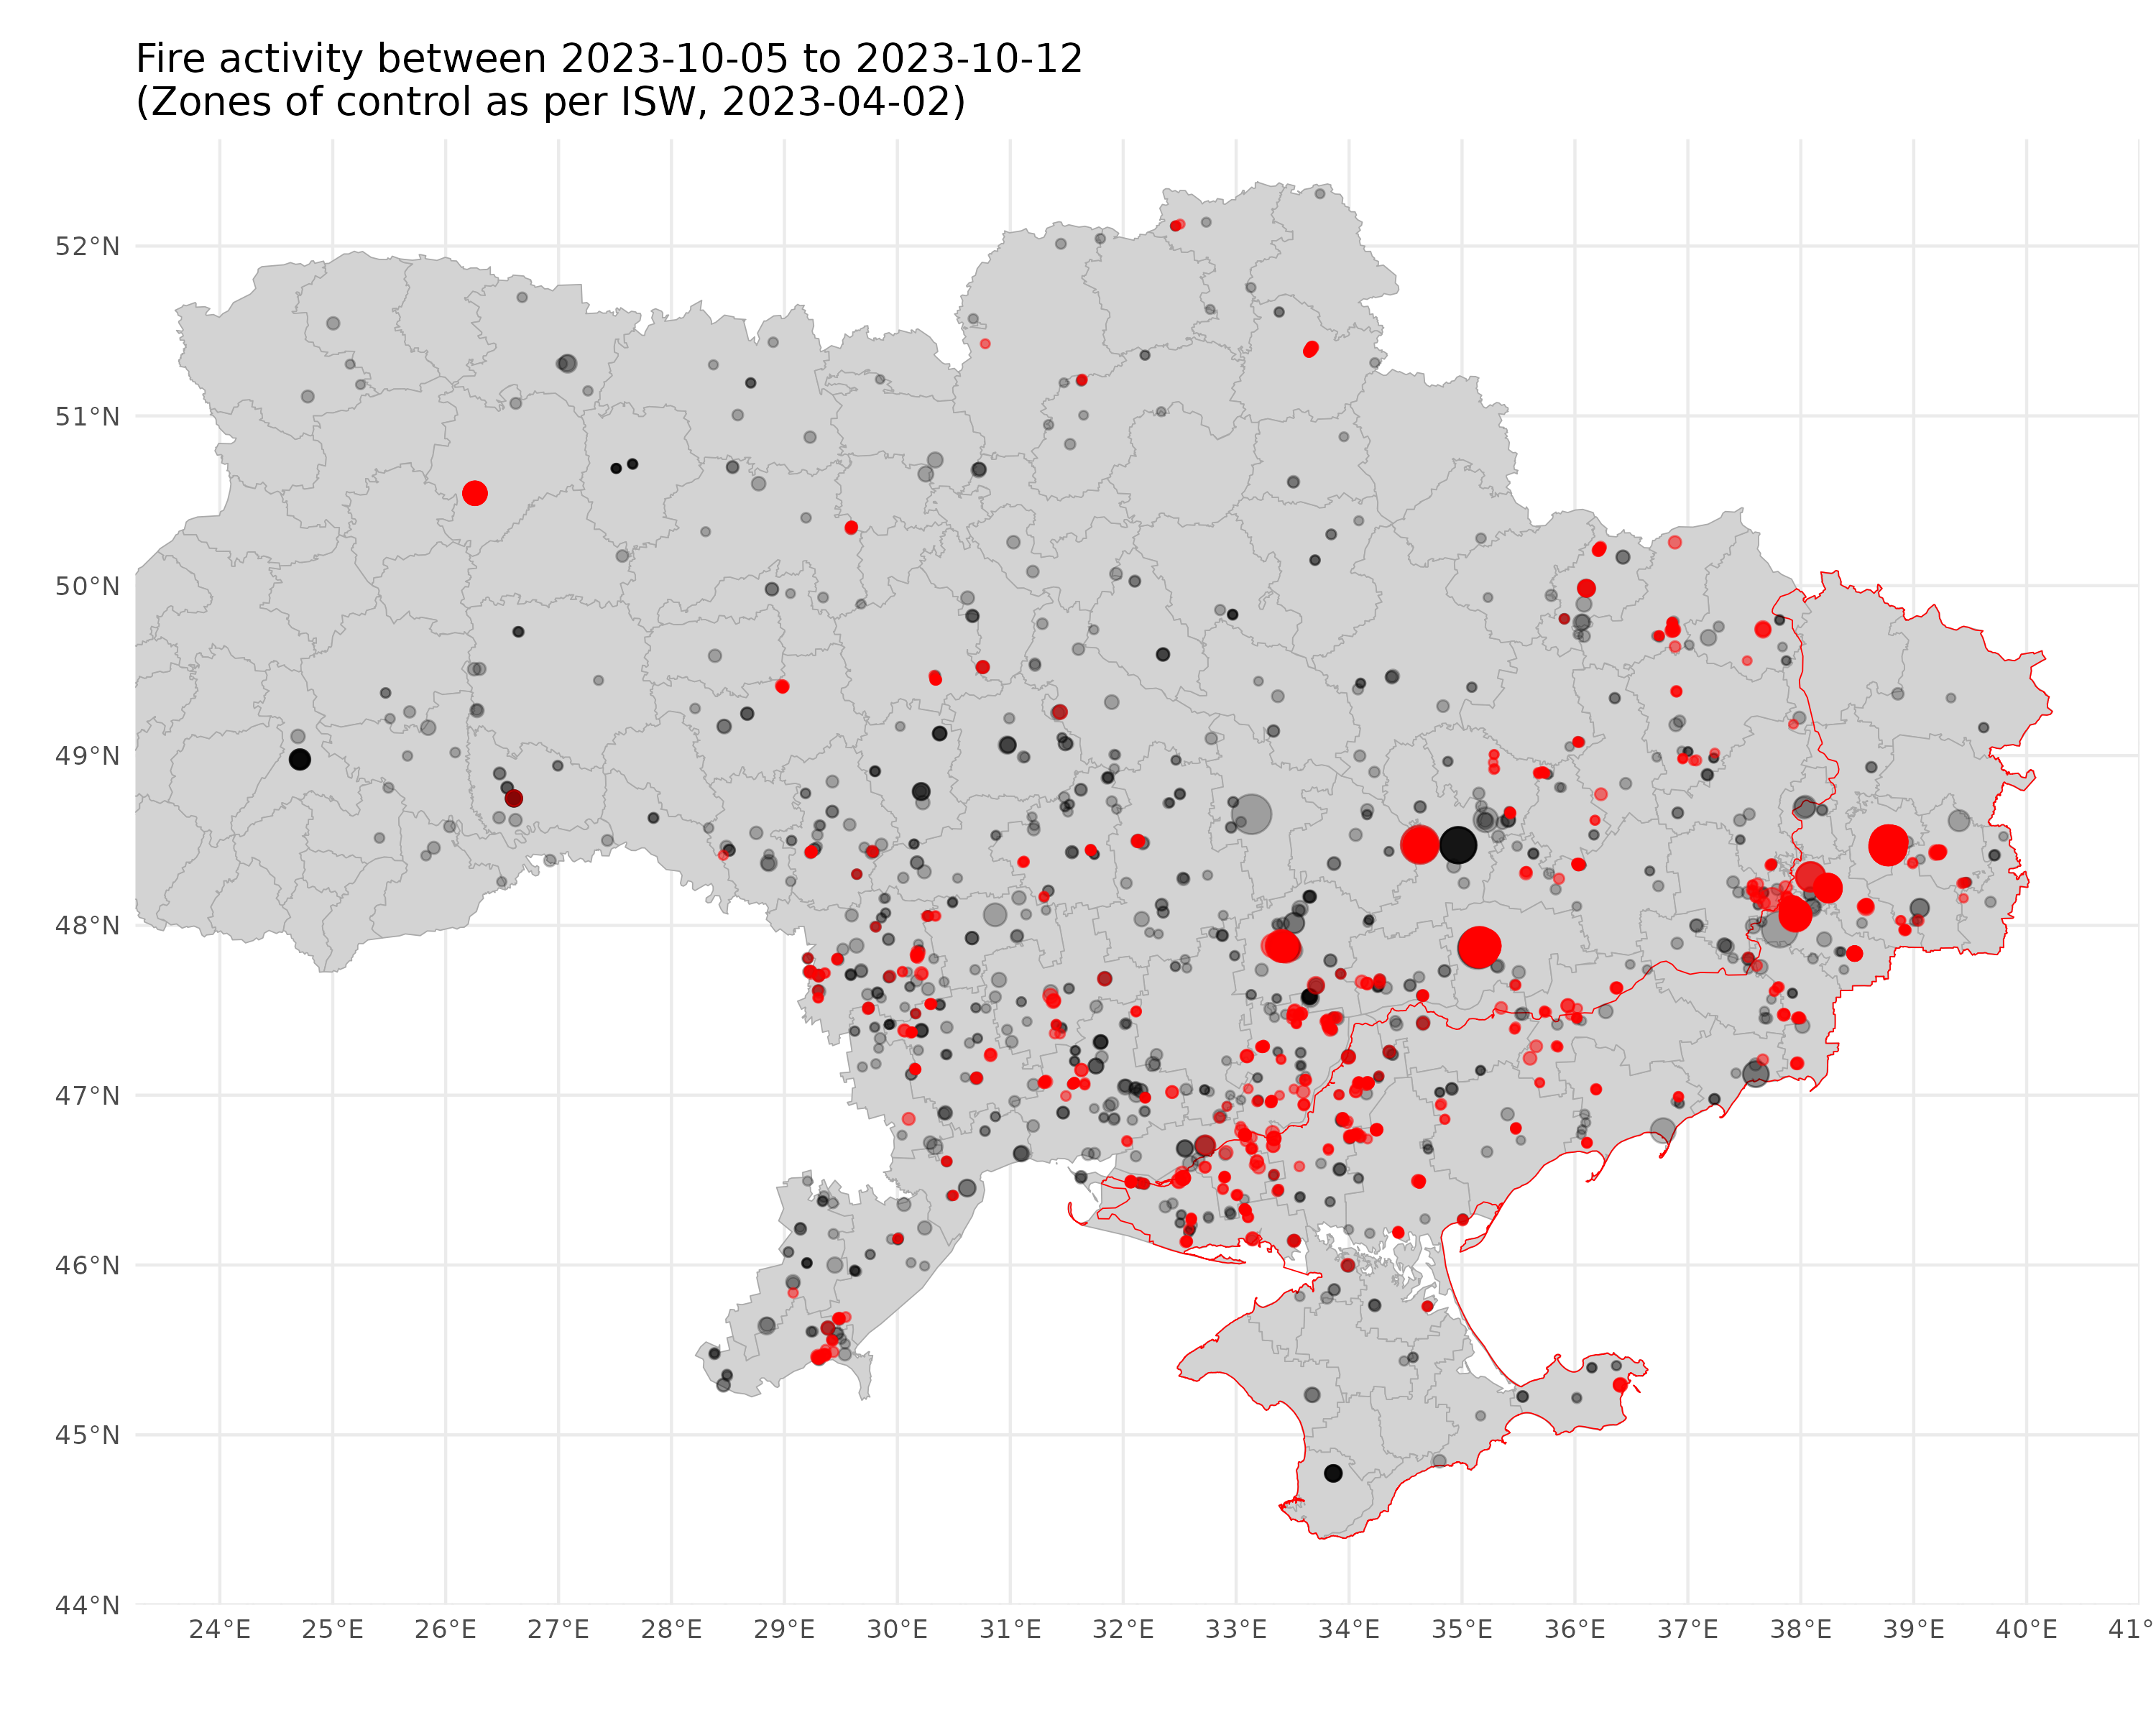 Fire activity between 2023-10-05 to 2023-10-12
(Zones of control as per ISW, 2023-04-02)
52°N
51°N
50°N
49°N
48°N
47°N
46°N
45°N
44°N
24°E 25°E 26°E 27°E 28°E 29°E 30°E 31°E 32°E 33°E 34°E 35°E 36°E 37°E 38°E 39°E 40°E 41°